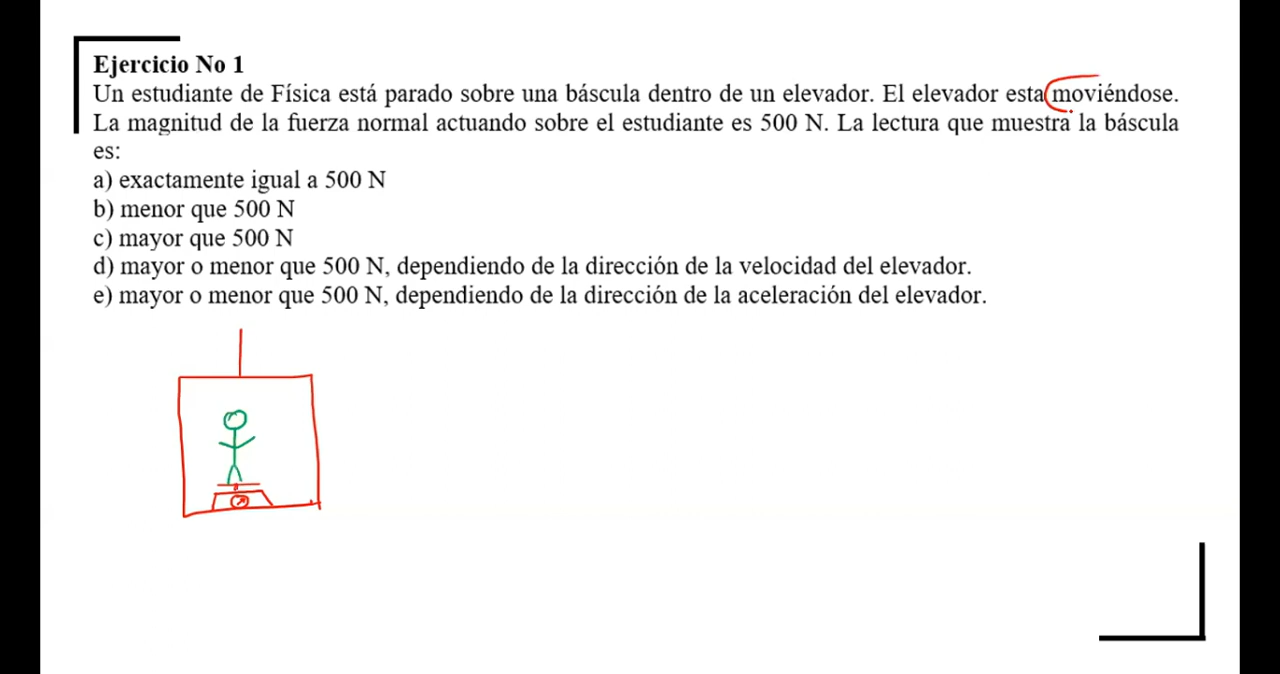 Ejercicio No 1
Un estudiante de Física está parado sobre una báscula dentro de un elevador. El elevador esta moviéndose.
La magnitud de la fuerza normal actuando sobre el estudiante es 500 N. La lectura que muestra la báscula
es:
a) exactamente igual a 500 N
b) menor que 500 N
c) mayor que 500 N
d) mayor o menor que 500 N, dependiendo de la dirección de la velocidad del elevador.
e) mayor o menor que 500 N, dependiendo de la dirección de la aceleración del elevador.